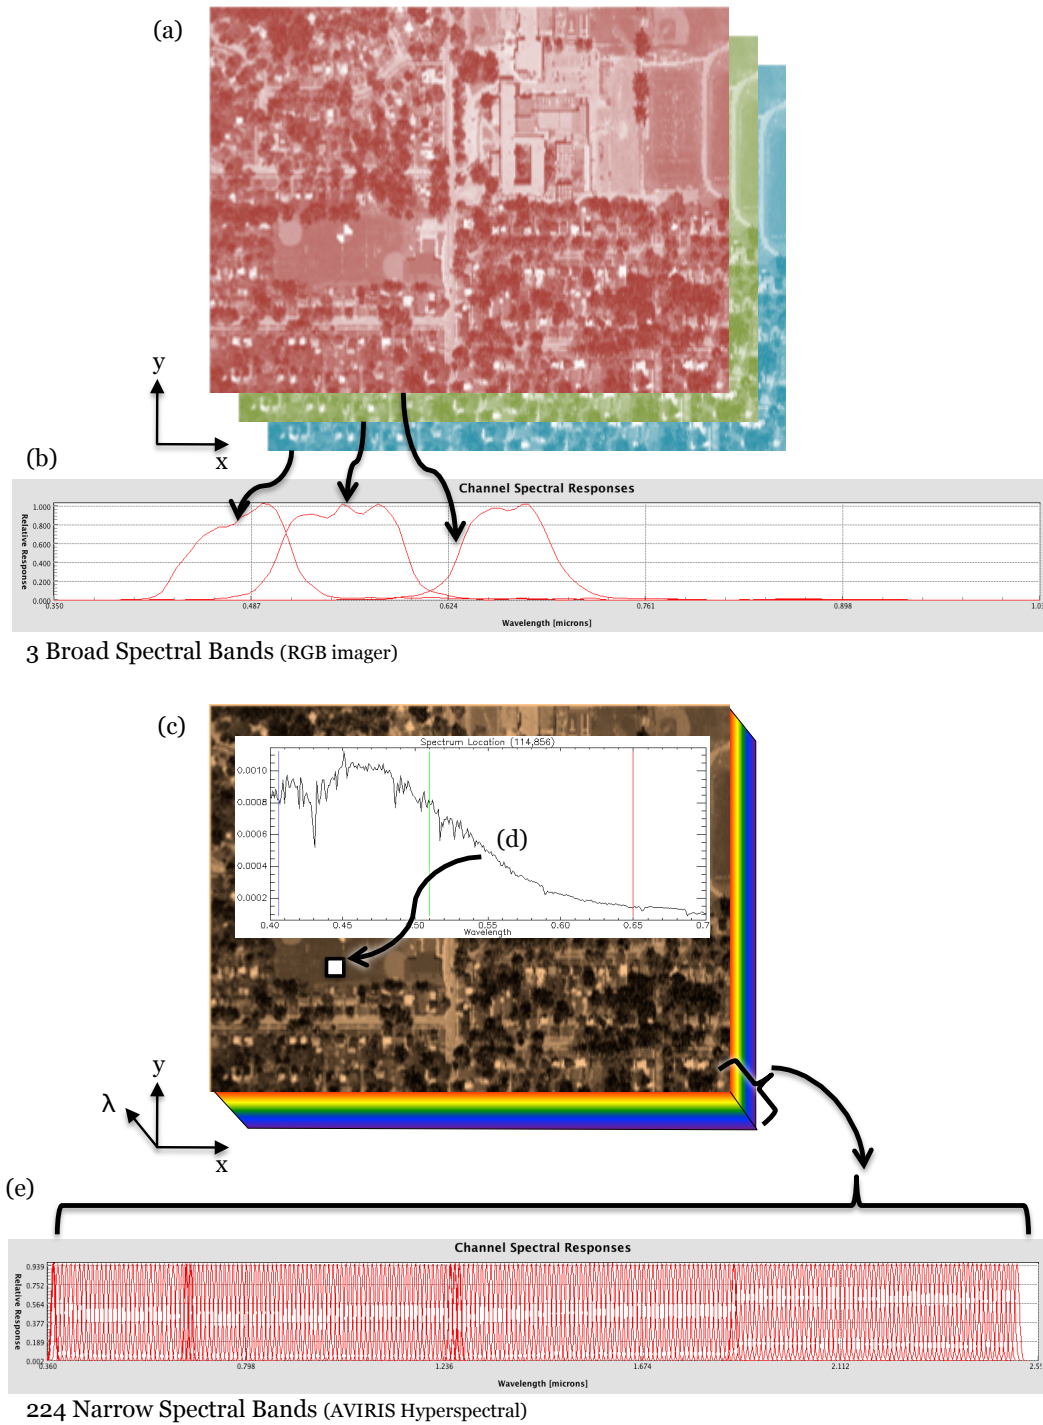 (a)
y
x
(b)
Channel Spectral Responses
Relative Response
1.000
0.800
0.600
0.400
0.200
0.000
0.350 0.487 0.624 0.761 0.898
Wavelength [microns]
3 Broad Spectral Bands (RGB imager)
(c)
Spectrum Location (114,856)
0.0010
0.0008
(d)
0.0006
0.0004
0.0002
0.40 0.45 0.50 0.55 0.60 0.65 0.7
Wavelength
y
λ
x
(e)
Channel Spectral Responses
Relative Response
0.939
0.752
0.564
0.377
0.189
0.002
0.360 0.798 1.236 1.674 2.112
Wavelength [microns]
224 Narrow Spectral Bands (AVIRIS Hyperspectral)